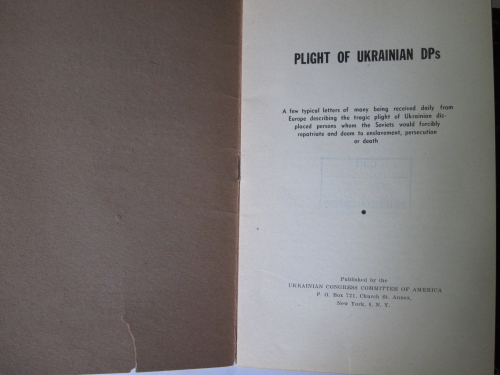 PLIGHT OF UKRAINIAN DPs
A few typical letters of many being received daily from
Europe describing the tragic plight of Ukrainian dis-
placed persons whom the Soviets would forcibly
repatriate and doom to enslavement, persecution
or death
Published by the
UKRAINIAN CONGRESS COMMITTEE OF AMERICA
P. O. Box 721, Church St. Annex,
New York, 8, N. Y.